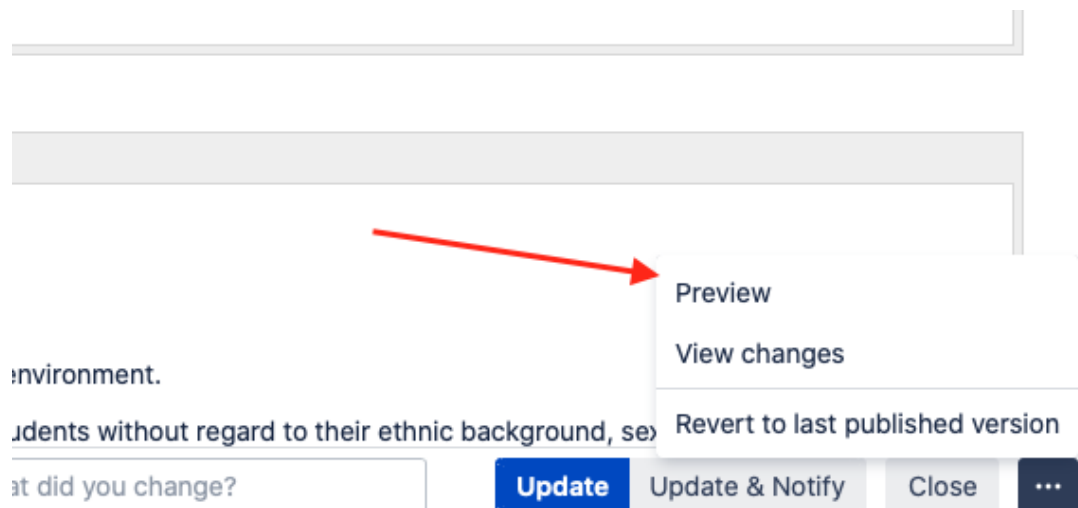 Preview
View changes
environment.
udents without regard to their ethnic background, sex
Revert to last published version
at did you change?
Update
Update & Notify
Close
...